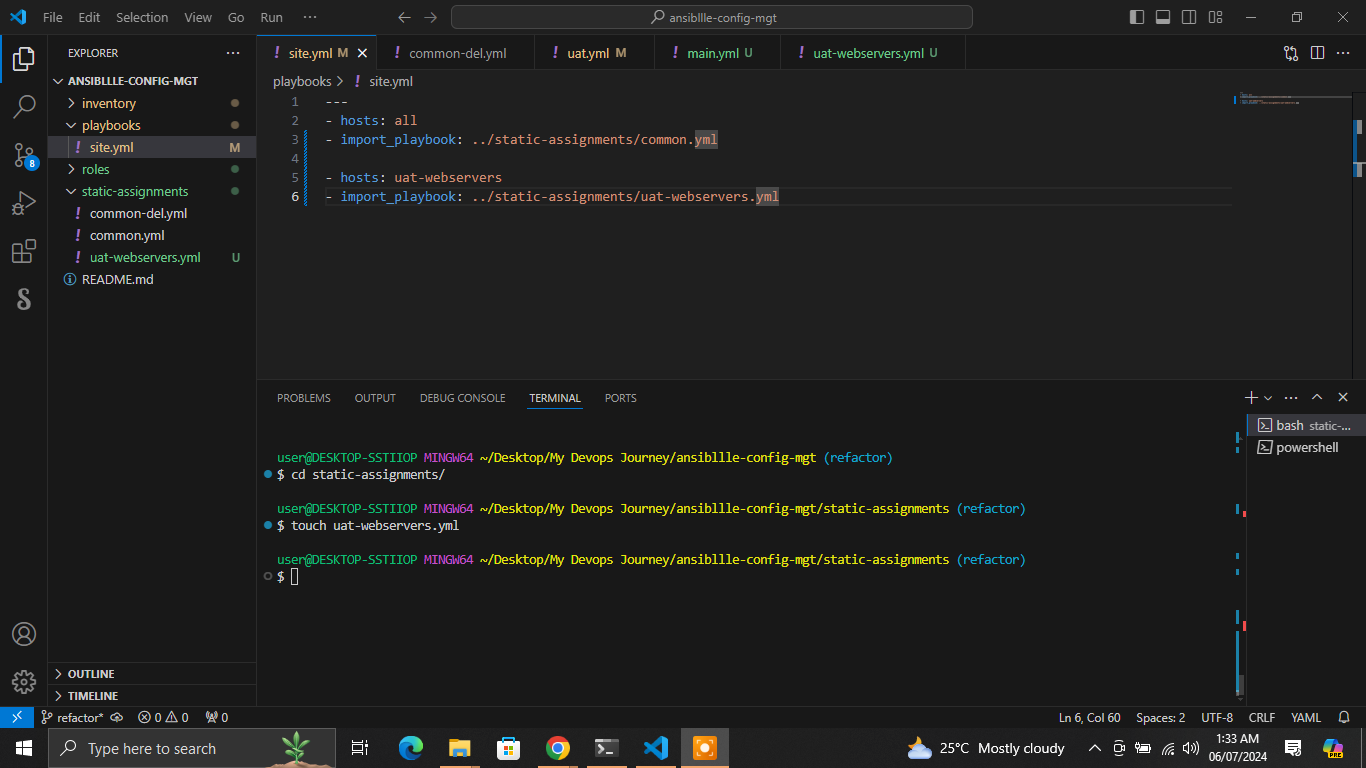 File Edit Selection View Go Run ··· ansibllle-config-mgt
EXPLORER ···
ANSIBLLLE-CONFIG-MGT
inventory
playbooks
site.yml M
roles
static-assignments
common-del.yml
common.yml
uat-webservers.yml U
README.md
OUTLINE
TIMELINE
site.yml M common-del.yml uat.yml M main.yml U uat-webservers.yml U
playbooks > ! site.yml
1 ---
2 - hosts: all
3 - import_playbook: ../static-assignments/common.yml
4
5 - hosts: uat-webservers
6 - import_playbook: ../static-assignments/uat-webservers.yml
PROBLEMS OUTPUT DEBUG CONSOLE TERMINAL PORTS
user@DESKTOP-SSTIIOP MINGW64 ~/Desktop/My Devops Journey/ansibllle-config-mgt (refactor)
$ cd static-assignments/
user@DESKTOP-SSTIIOP MINGW64 ~/Desktop/My Devops Journey/ansibllle-config-mgt/static-assignments (refactor)
$ touch uat-webservers.yml
user@DESKTOP-SSTIIOP MINGW64 ~/Desktop/My Devops Journey/ansibllle-config-mgt/static-assignments (refactor)
$
bash static-...
powershell
8
refactor* 0 0 0 Ln 6, Col 60 Spaces: 2 UTF-8 CRLF YAML
Type here to search 25°C Mostly cloudy 1:33 AM
06/07/2024
PRE